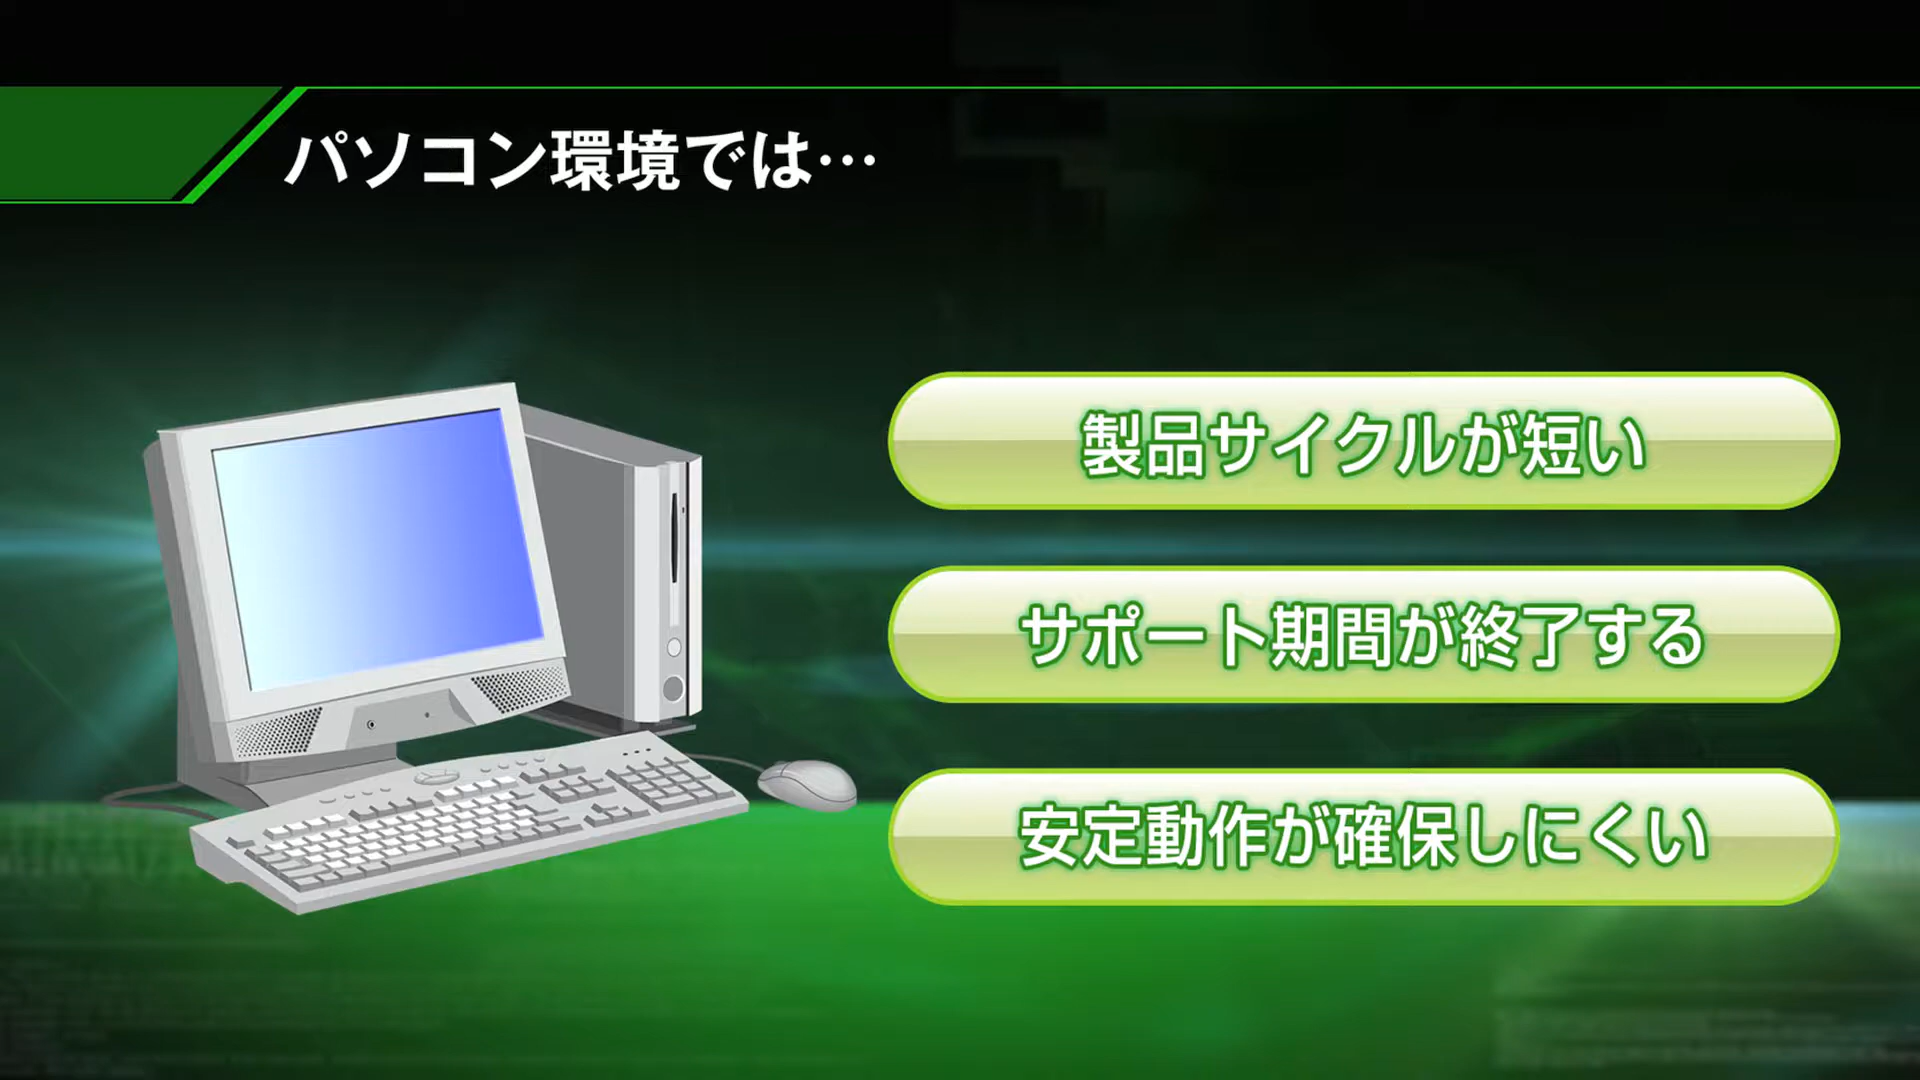 パソコン環境では…
製品サイクルが短い
サポート期間が終了する
安定動作が確保しにくい